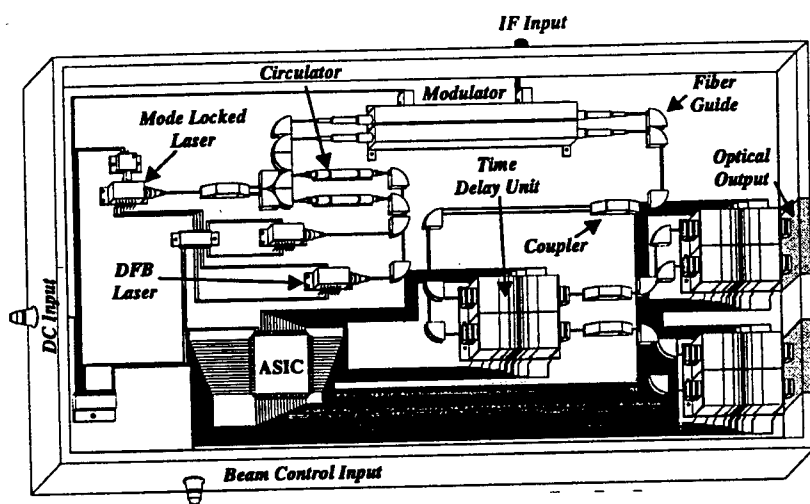 IF Input
Circulator
Modulator
Fiber
Guide
Mode Locked
Laser
Time
Delay Unit
Optical
Output
Coupler
DFB
Laser
DC Input
ASIC
Beam Control Input